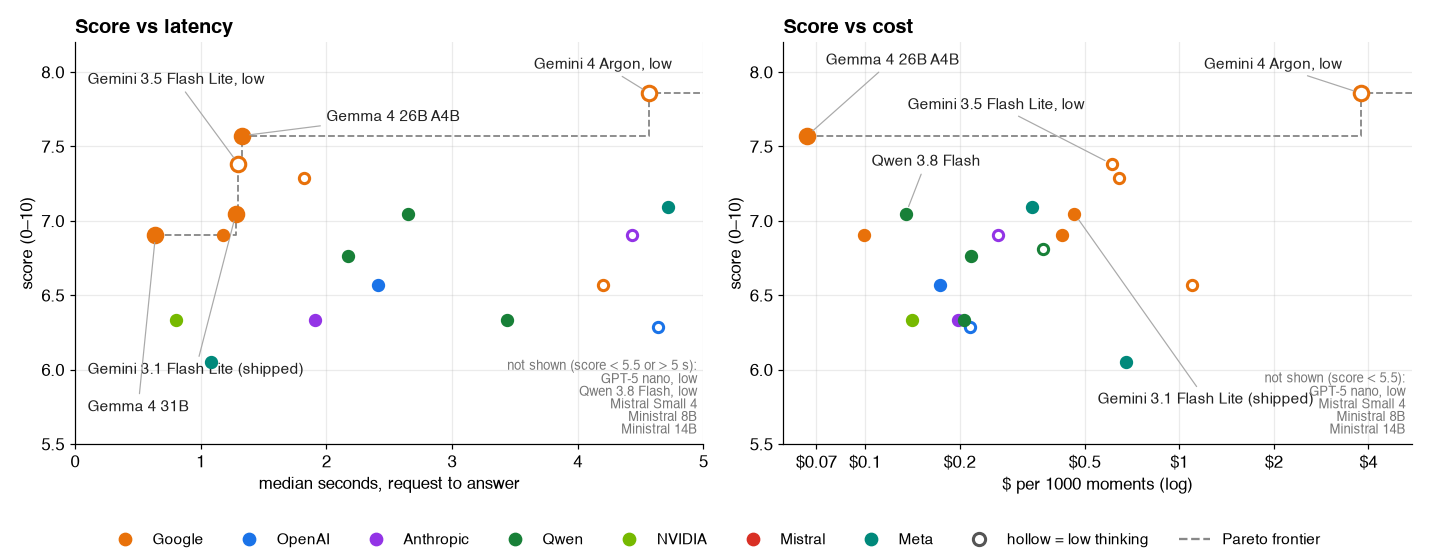 Score vs latency
8.0
7.5
7.0
6.5
6.0
5.5
score (0–10)
Gemini 3.5 Flash Lite, low
Gemma 4 26B A4B
Gemini 4 Argon, low
Gemini 3.1 Flash Lite (shipped)
Gemma 4 31B
not shown (score < 5.5 or > 5 s):
GPT-5 nano, low
Qwen 3.8 Flash, low
Mistral Small 4
Ministral 8B
Ministral 14B
0
1
2
3
4
5
median seconds, request to answer
Score vs cost
8.0
7.5
7.0
6.5
6.0
5.5
score (0–10)
Gemma 4 26B A4B
Gemini 4 Argon, low
Gemini 3.5 Flash Lite, low
Qwen 3.8 Flash
Gemini 3.1 Flash Lite (shipped)
not shown (score < 5.5):
GPT-5 nano, low
Mistral Small 4
Ministral 8B
Ministral 14B
$0.07
$0.1
$0.2
$0.5
$1
$2
$4
$ per 1000 moments (log)
Google
OpenAI
Anthropic
Qwen
NVIDIA
Mistral
Meta
hollow = low thinking
Pareto frontier